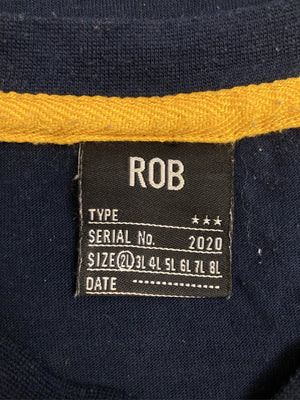 ROB
TYPE ★★★
SERIAL No. 2020
SIZE 2L 3L 4L 5L 6L 7L 8L
DATE